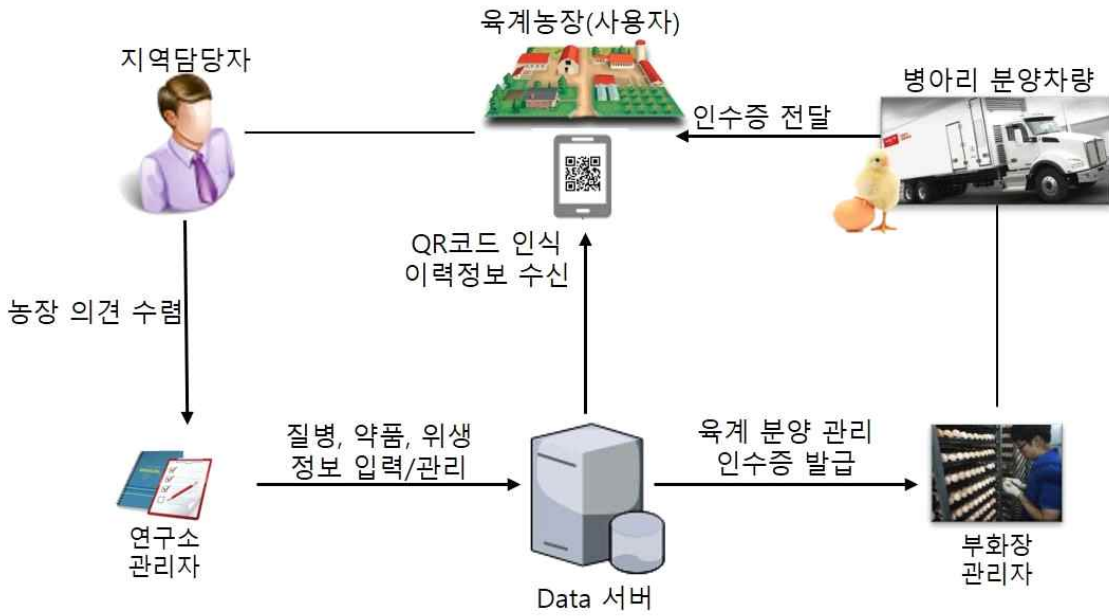 육계농장(사용자)
지역담당자
병아리 분양차량
인수증 전달
QR코드 인식
이력정보 수신
농장 의견 수렴
질병, 약품, 위생
정보 입력/관리
육계 분양 관리
인수증 발급
연구소
관리자
Data 서버
부화장
관리자